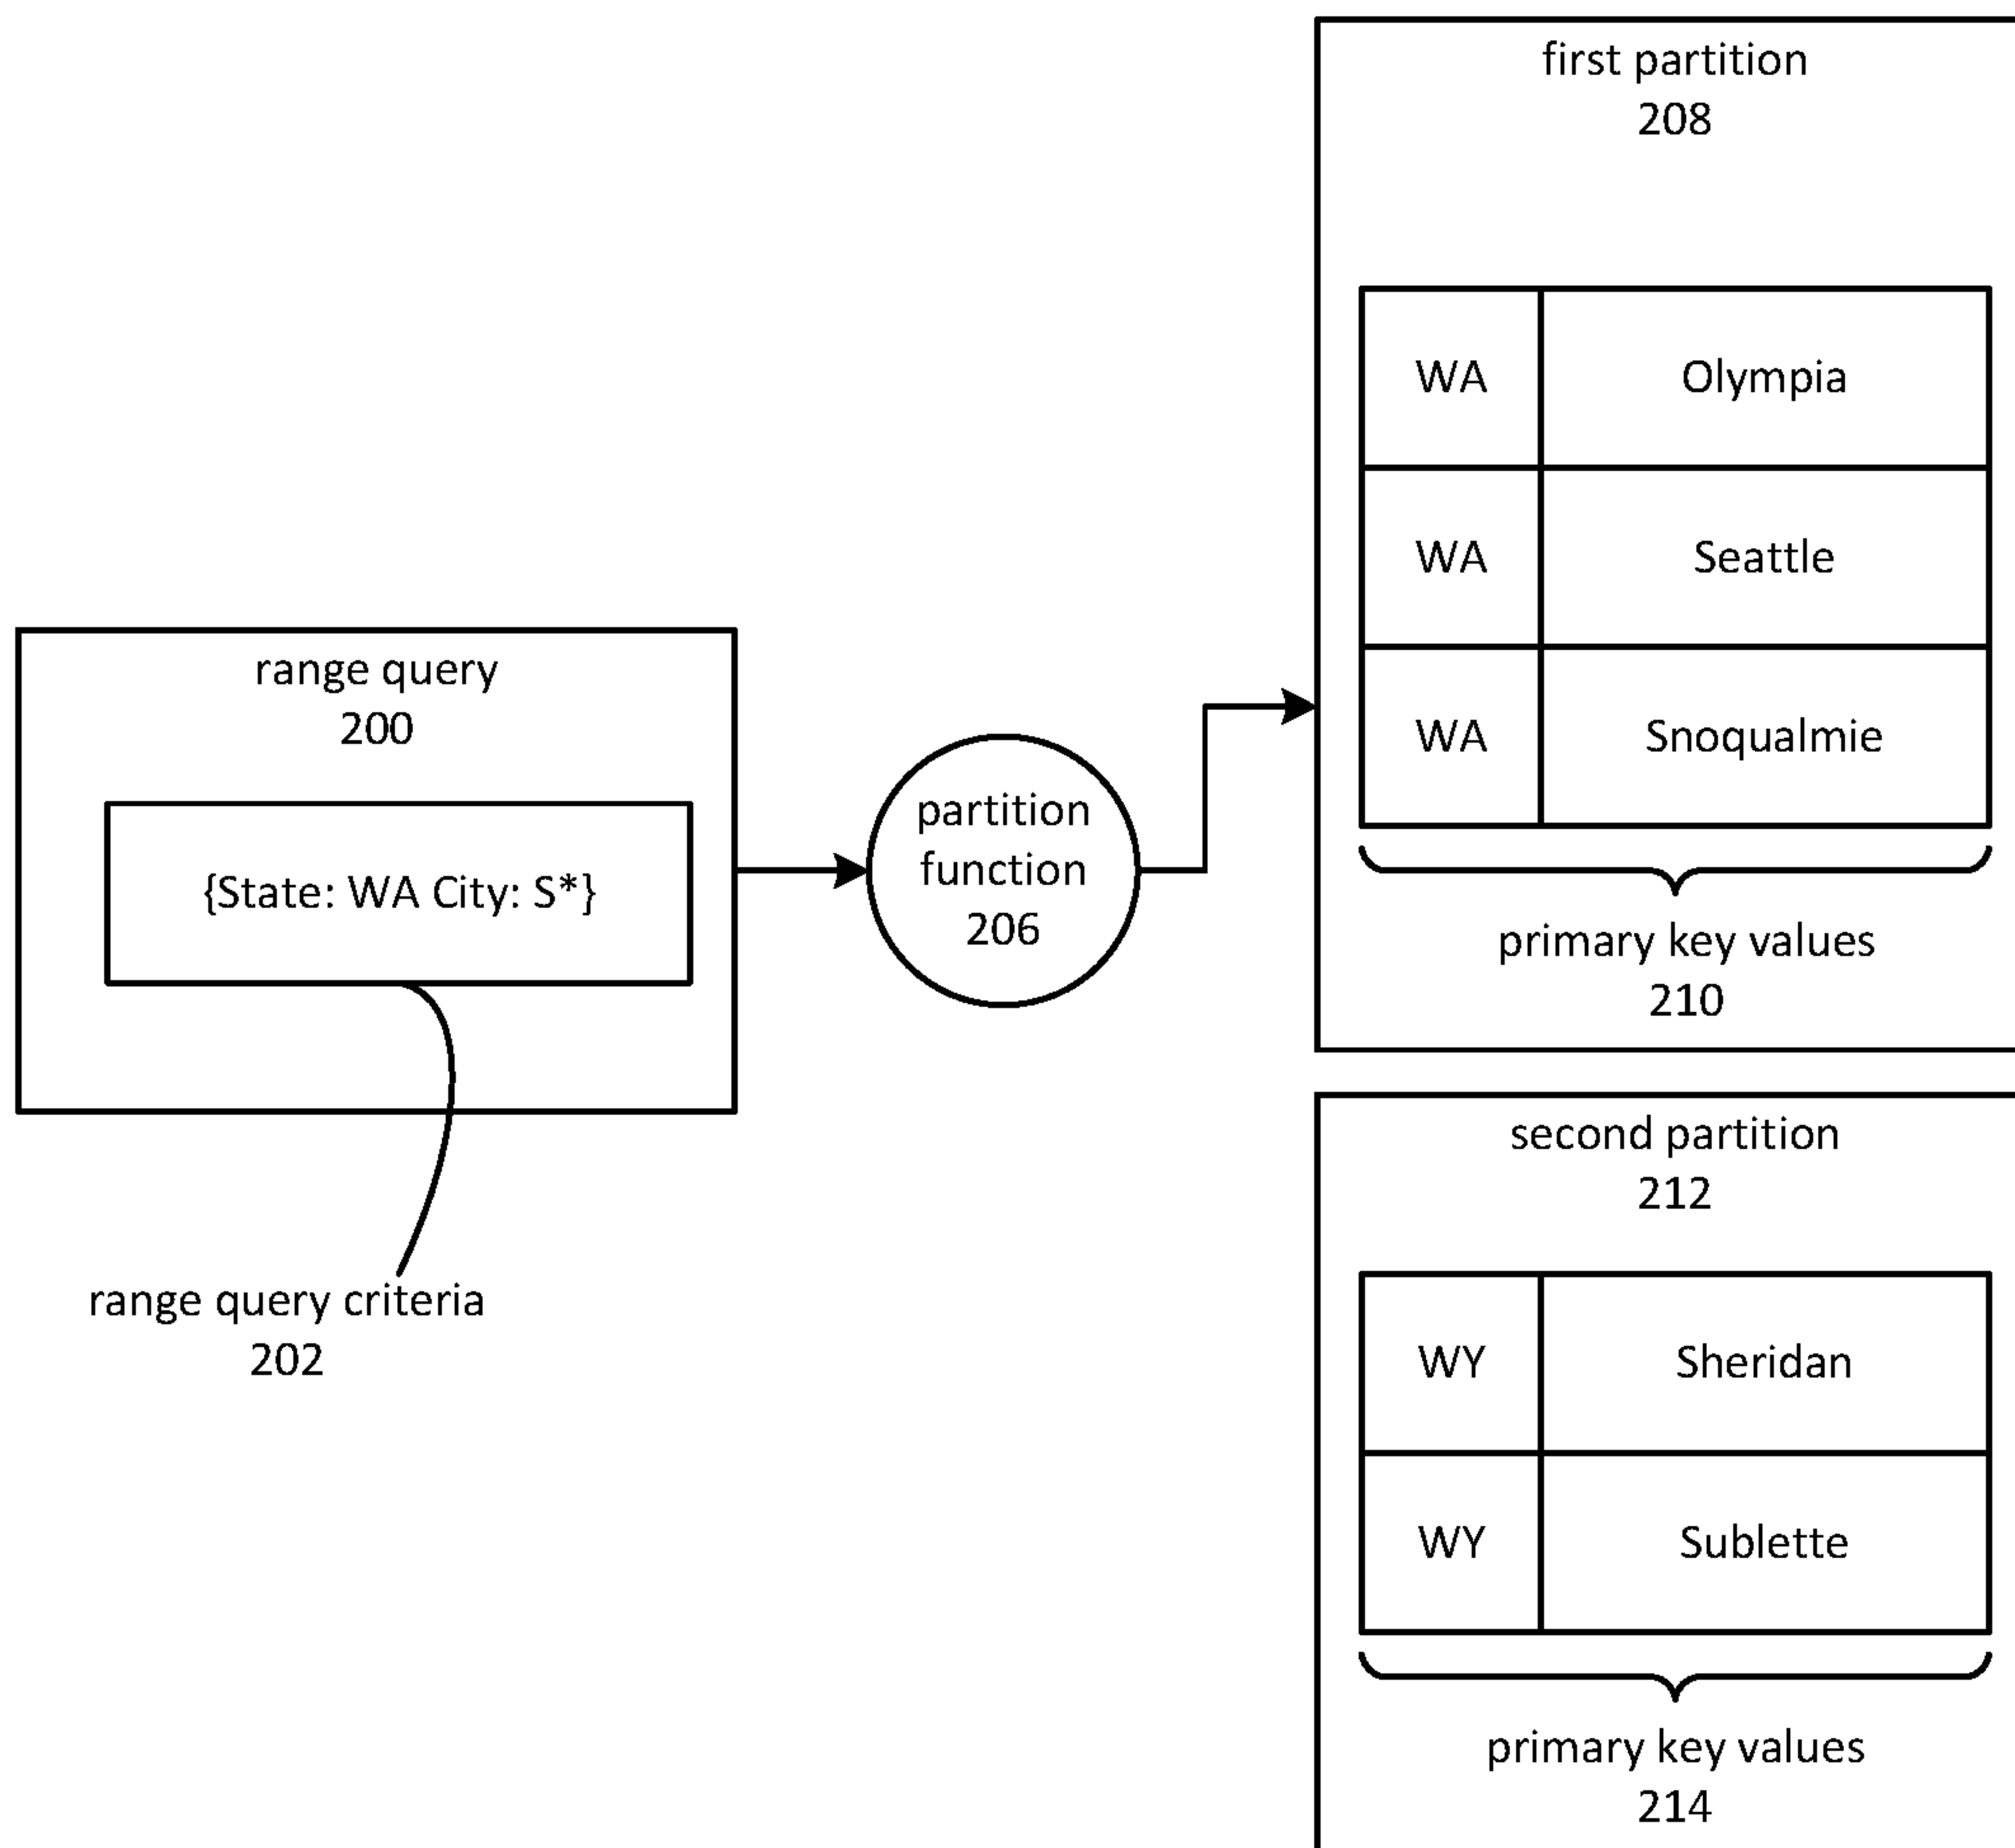 range query
200
{State: WA City: S*}
range query criteria
202
partition
function
206
first partition
208
WA Olympia
WA Seattle
WA Snoqualmie
primary key values
210
second partition
212
WY Sheridan
WY Sublette
primary key values
214